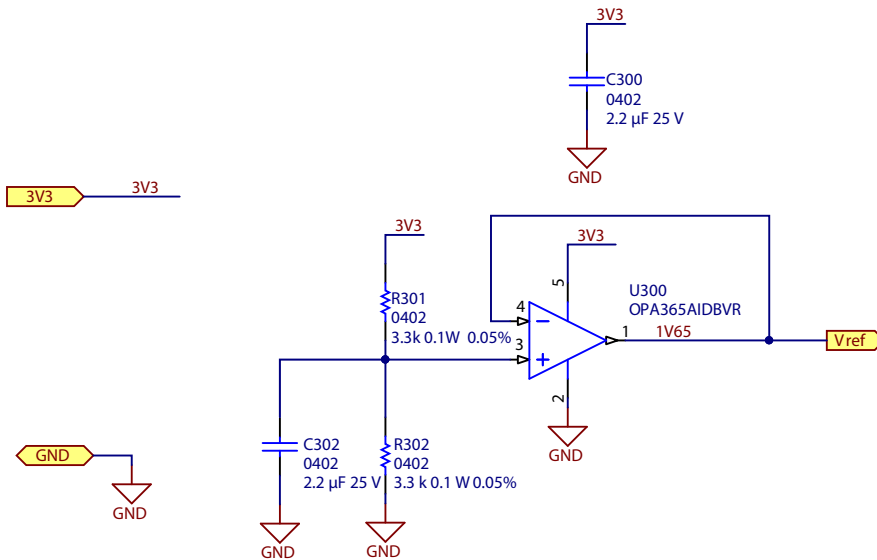 3V3
C300
0402
2.2 µF 25 V
GND
3V3
3V3
3V3
3V3
R301
0402
3.3k 0.1W 0.05%
5
4
3
2
1
U300
OPA365AIDBVR
1V65
Vref
GND
GND
GND
C302
0402
2.2 µF 25 V
GND
R302
0402
3.3 k 0.1 W 0.05%
GND